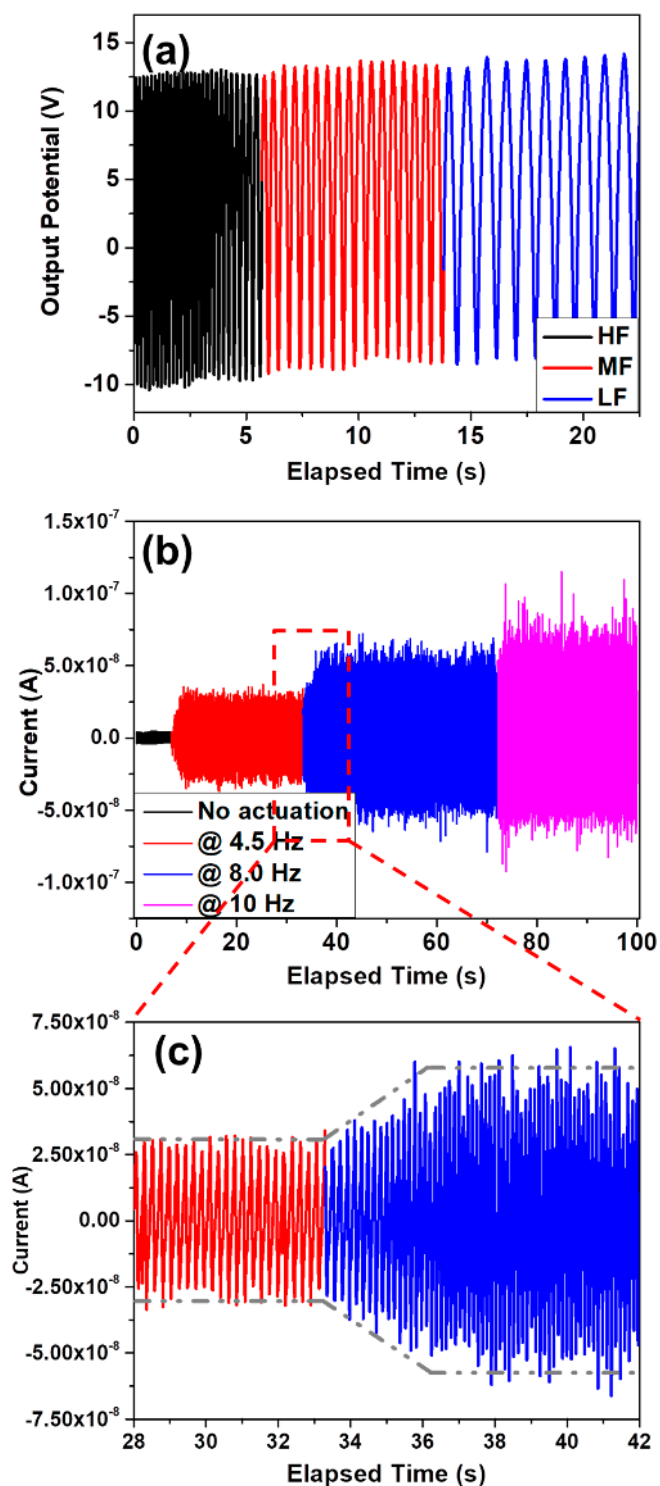 (a)
15
10
5
0
-5
-10
Output Potential (V)
HF
MF
LF
0 5 10 15 20
Elapsed Time (s)
(b)
1.5x10-7
1.0x10-7
5.0x10-8
0.0
-5.0x10-8
-1.0x10-7
Current (A)
No actuation
@ 4.5 Hz
@ 8.0 Hz
@ 10 Hz
0 20 40 60 80 100
Elapsed Time (s)
(c)
7.50x10-8
5.00x10-8
2.50x10-8
0.00
-2.50x10-8
-5.00x10-8
-7.50x10-8
Current (A)
28 30 32 34 36 38 40 42
Elapsed Time (s)